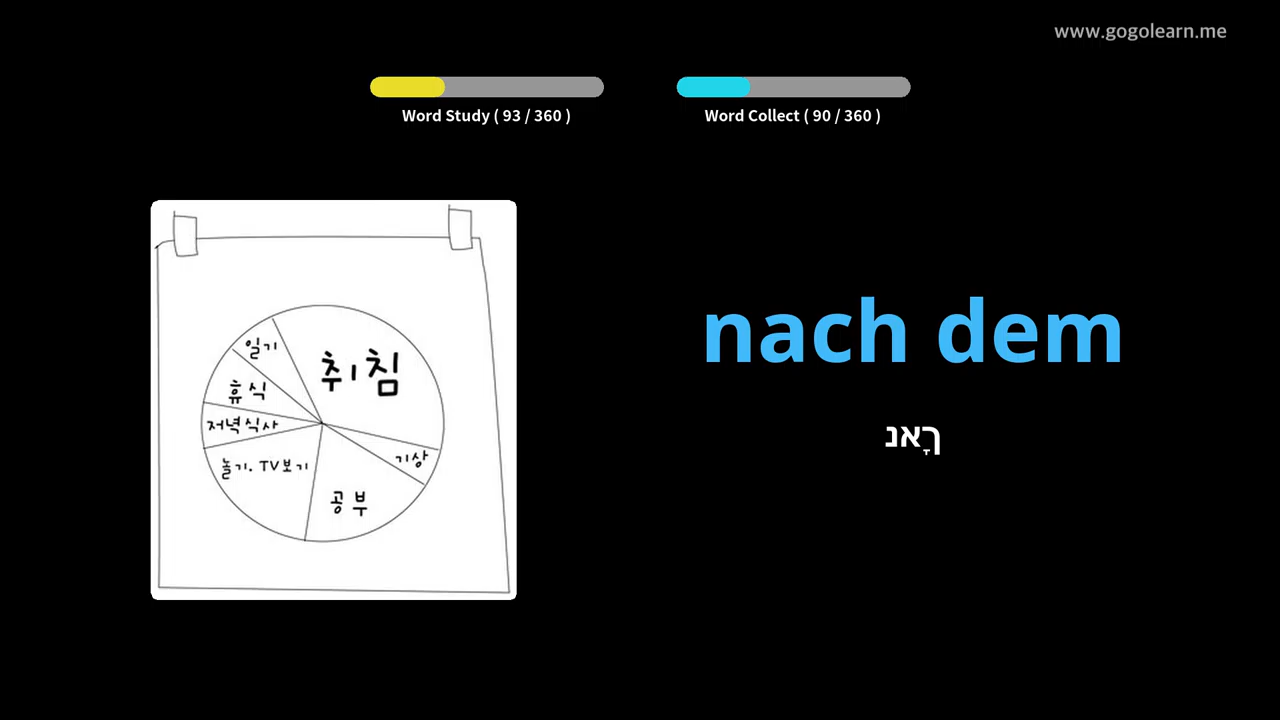 www.gogolearn.me
Word Study ( 93 / 360 )
Word Collect ( 90 / 360 )
일기
취침
휴식
저녁식사
놀기. TV보기
기상
공부
nach dem
נאךָ